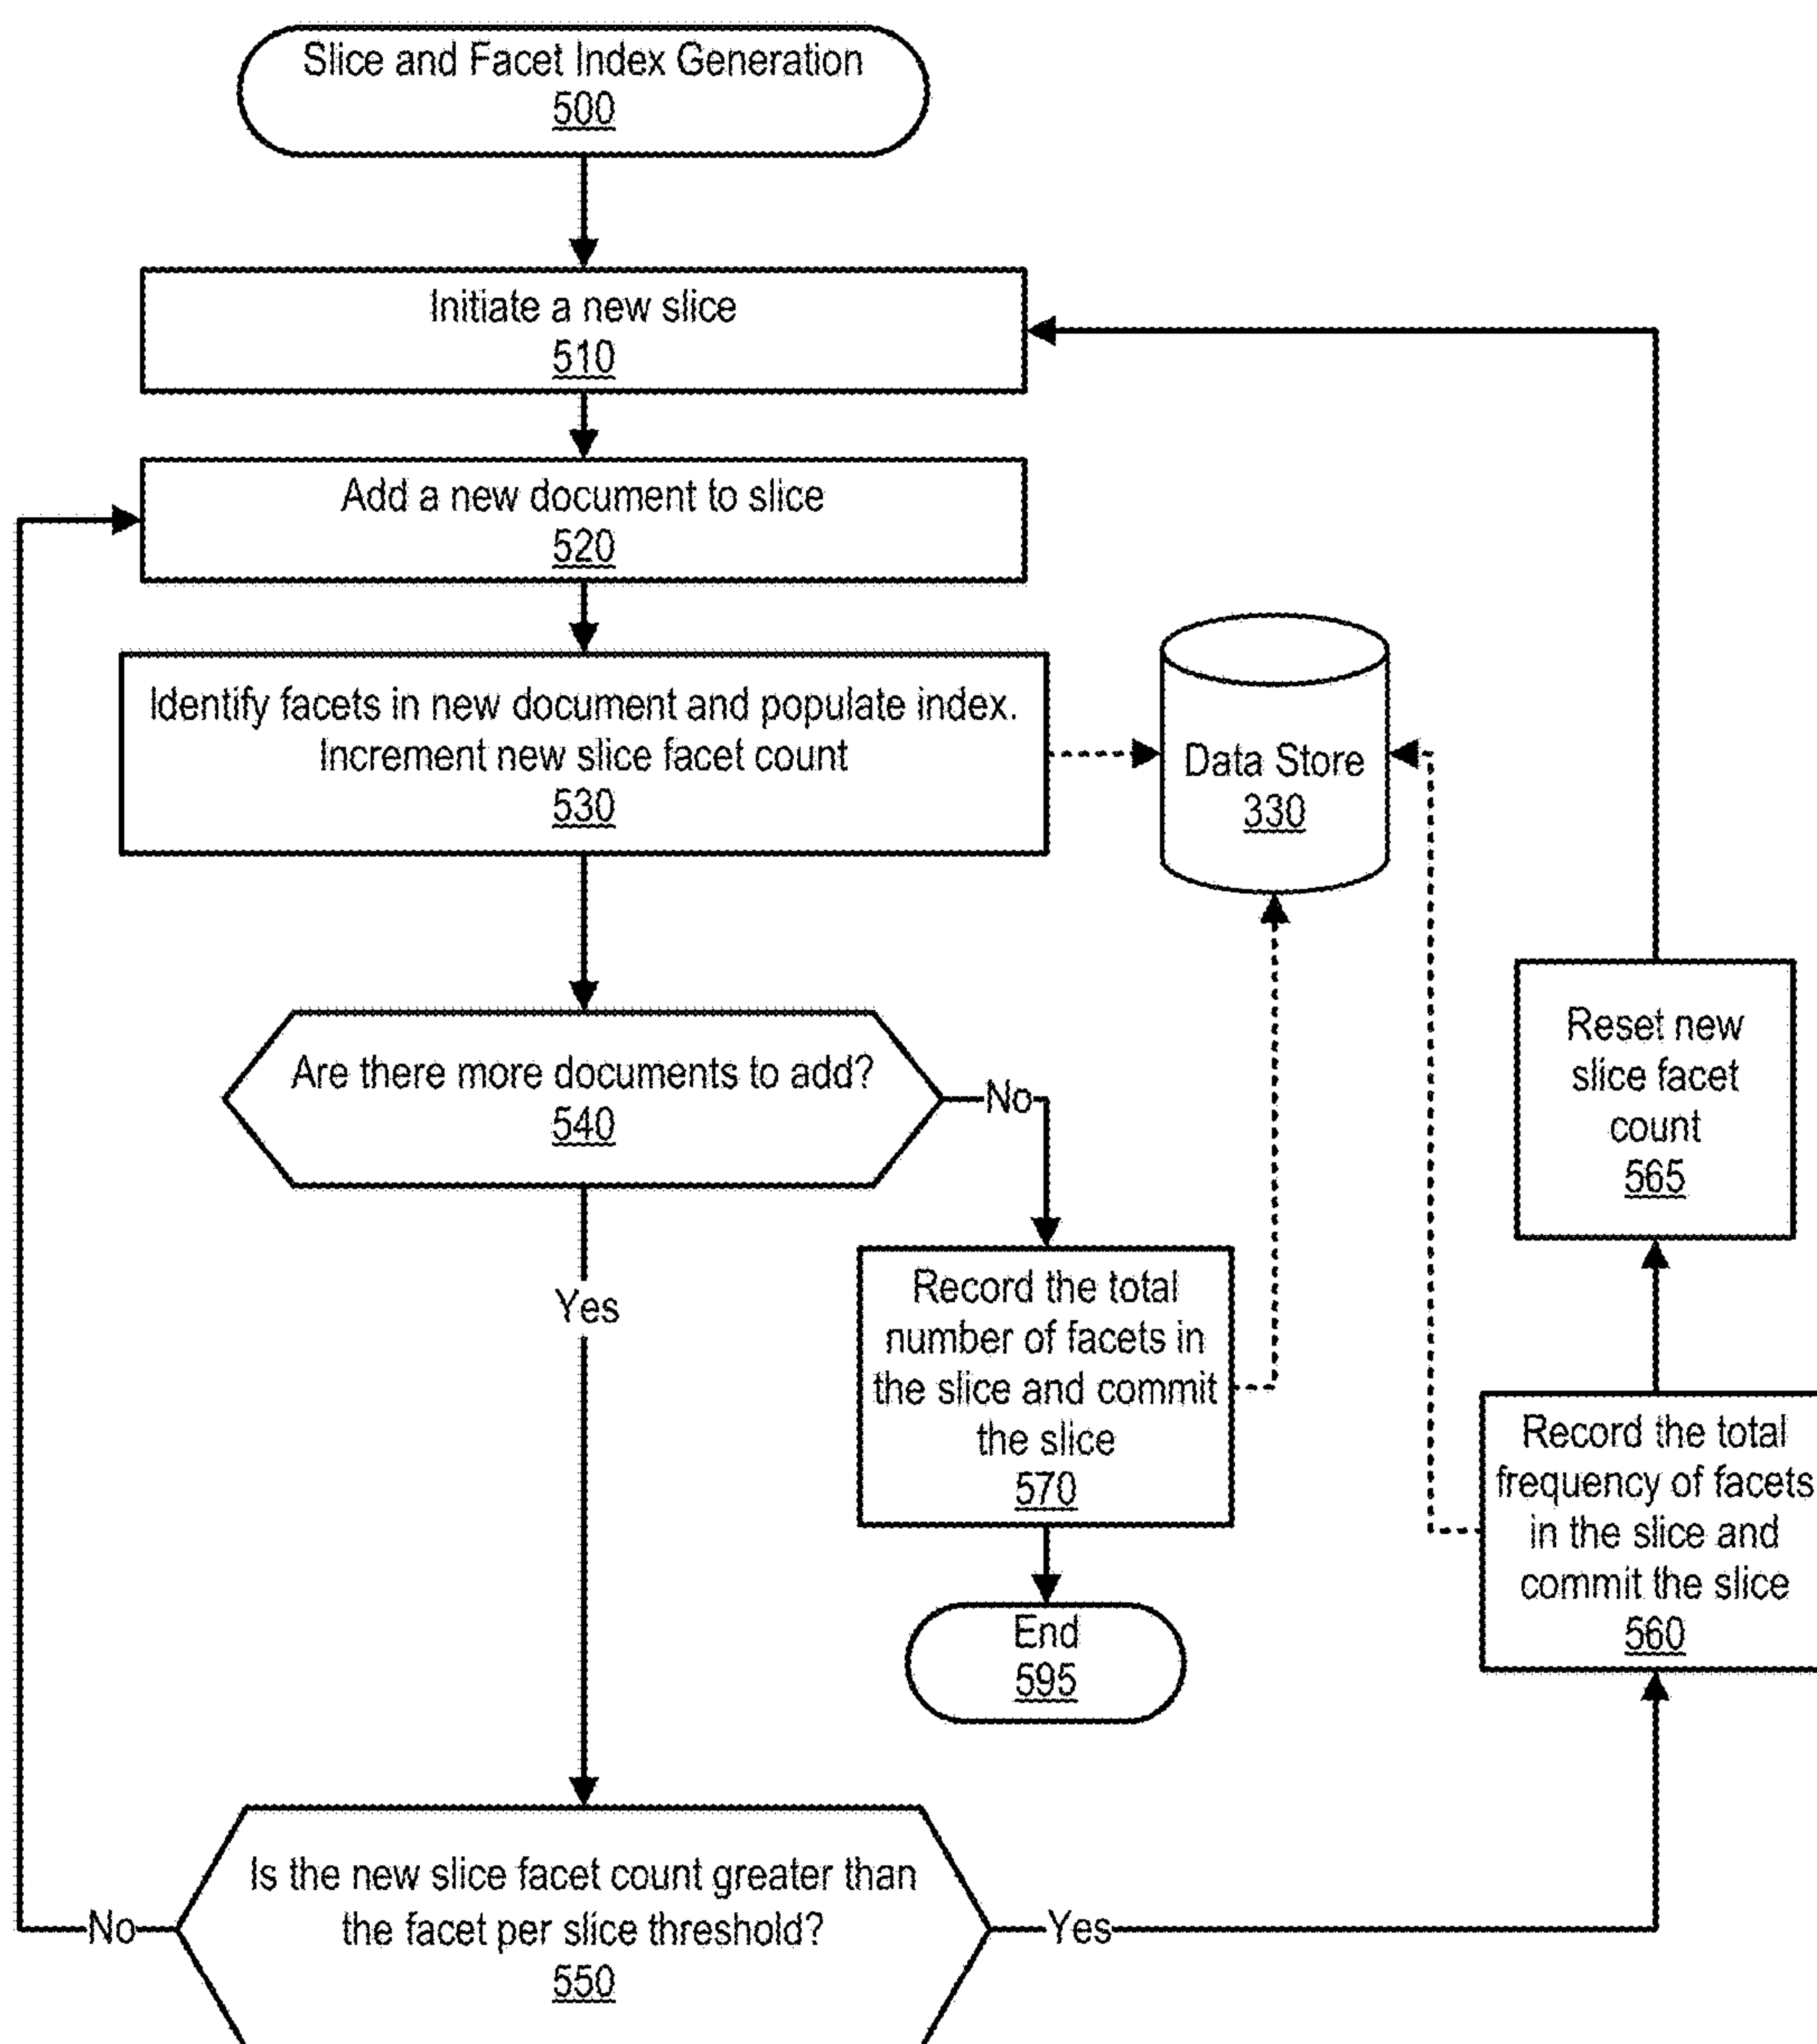 Slice and Facet Index Generation
500
Initiate a new slice
510
Add a new document to slice
520
Identify facets in new document and populate index.
Increment new slice facet count
530
Data Store
330
Are there more documents to add?
540
No
Yes
Reset new
slice facet
count
565
Record the total
number of facets in
the slice and commit
the slice
570
Record the total
frequency of facets
in the slice and
commit the slice
560
End
595
Is the new slice facet count greater than
the facet per slice threshold?
550
No
Yes